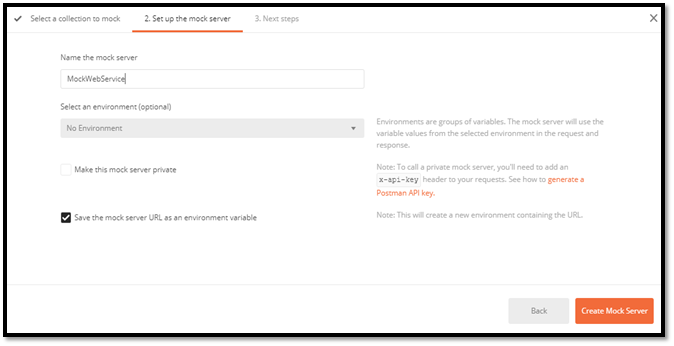 Select a collection to mock
2. Set up the mock server
3. Next steps
Name the mock server
MockWebService
Select an environment (optional)
No Environment
Environments are groups of variables. The mock server will use
the variable values from the selected environment in the request and
response.
Make this mock server private
Note: To call a private mock server, you'll need to add an
x-api-key header to your requests. See how to generate a
Postman API key.
Save the mock server URL as an environment variable
Note: This will create a new environment containing the URL.
Back
Create Mock Server